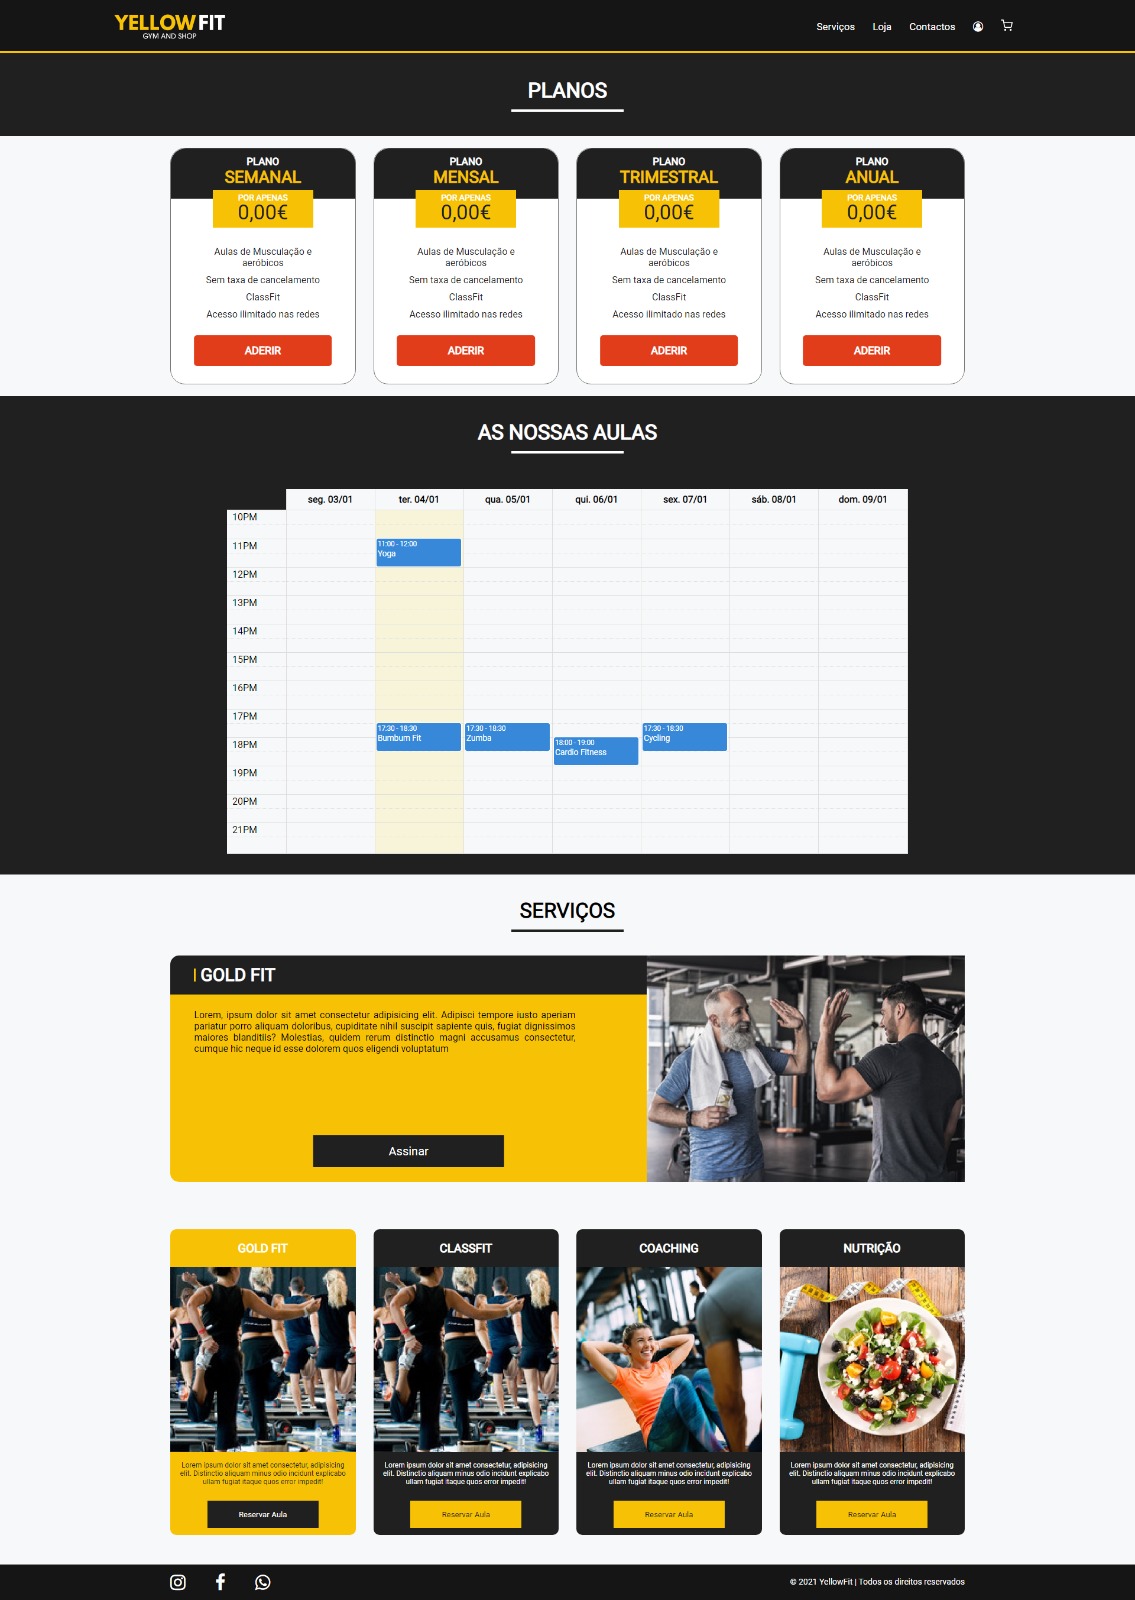 YELLOWFIT
GYM AND SHOP
Serviços Loja Contactos
PLANOS
PLANO
SEMANAL
POR APENAS
0,00€
Aulas de Musculação e
aeróbicos
Sem taxa de cancelamento
ClassFit
Acesso ilimitado nas redes
ADERIR
PLANO
MENSAL
POR APENAS
0,00€
Aulas de Musculação e
aeróbicos
Sem taxa de cancelamento
ClassFit
Acesso ilimitado nas redes
ADERIR
PLANO
TRIMESTRAL
POR APENAS
0,00€
Aulas de Musculação e
aeróbicos
Sem taxa de cancelamento
ClassFit
Acesso ilimitado nas redes
ADERIR
PLANO
ANUAL
POR APENAS
0,00€
Aulas de Musculação e
aeróbicos
Sem taxa de cancelamento
ClassFit
Acesso ilimitado nas redes
ADERIR
AS NOSSAS AULAS
seg. 03/01 ter. 04/01 qua. 05/01 qui. 06/01 sex. 07/01 sáb. 08/01 dom. 09/01
10PM
11PM
11:00 - 12:00
Yoga
12PM
13PM
14PM
15PM
16PM
17PM
17:30 - 18:30
Bumbum Fit
17:30 - 18:30
Zumba
18:00 - 19:00
Cardio Fitness
17:30 - 18:30
Cycling
18PM
19PM
20PM
21PM
SERVIÇOS
GOLD FIT
Lorem, ipsum dolor sit amet consectetur adipisicing elit. Adipisci tempore iusto aperiam
pariatur porro aliquam doloribus, cupiditate nihil suscipit sapiente quis, fugiat dignissimos
maiores blanditiis? Molestias, quidem rerum distinctio magni accusamus consectetur,
cumque hic neque id esse dolorem quos eligendi voluptatum
Assinar
GOLD FIT
Lorem ipsum dolor sit amet consectetur, adipisicing
elit. Distinctio aliquam minus odio incidunt explicabo
ullam fugiat itaque quos error impedit!
Reservar Aula
CLASSFIT
Lorem ipsum dolor sit amet consectetur, adipisicing
elit. Distinctio aliquam minus odio incidunt explicabo
ullam fugiat itaque quos error impedit!
Reservar Aula
COACHING
Lorem ipsum dolor sit amet consectetur, adipisicing
elit. Distinctio aliquam minus odio incidunt explicabo
ullam fugiat itaque quos error impedit!
Reservar Aula
NUTRIÇÃO
Lorem ipsum dolor sit amet consectetur, adipisicing
elit. Distinctio aliquam minus odio incidunt explicabo
ullam fugiat itaque quos error impedit!
Reservar Aula
© 2021 YellowFit | Todos os direitos reservados